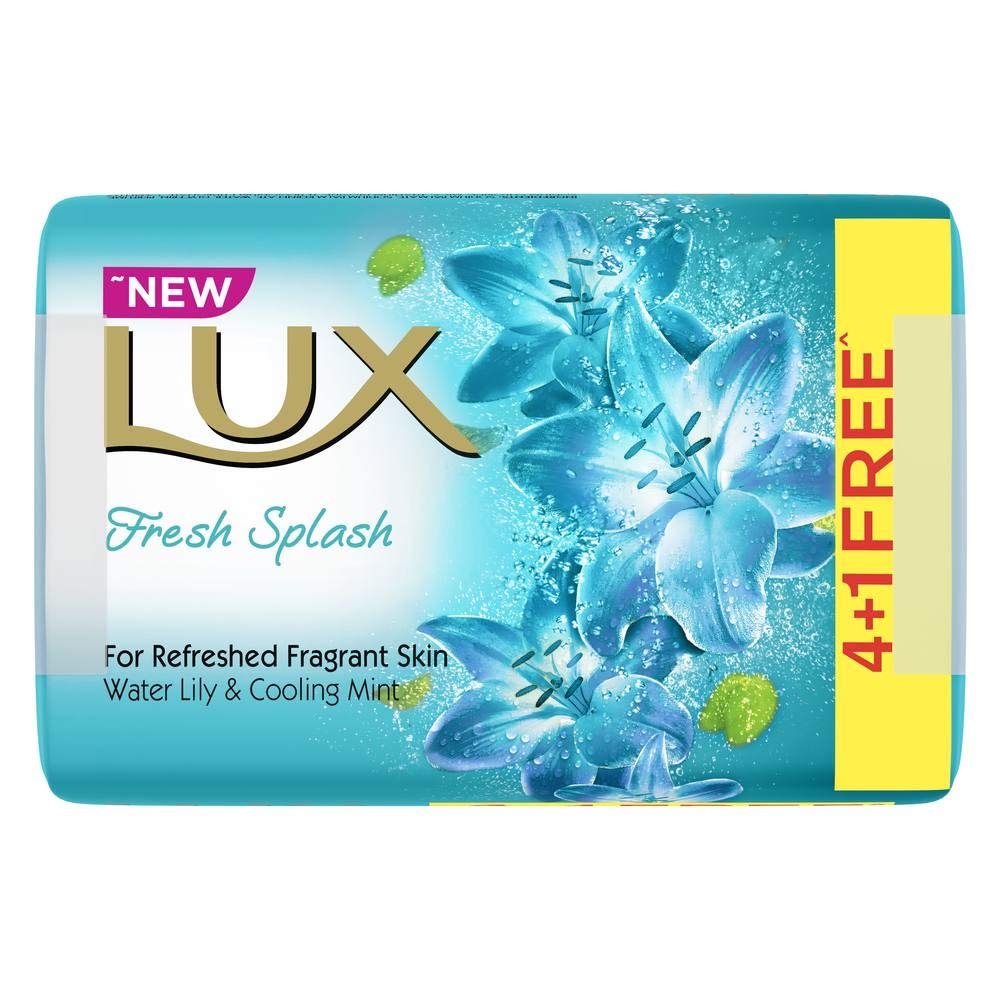 ~NEW
LUX
Fresh Splash
For Refreshed Fragrant Skin
Water Lily & Cooling Mint
4+1 FREE^